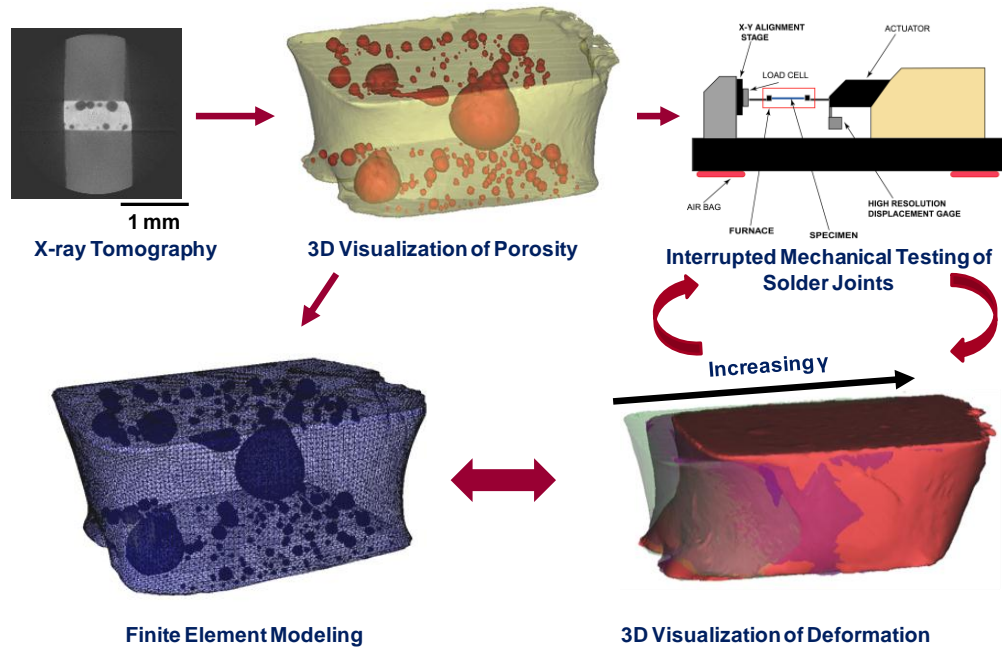 1 mm
X-ray Tomography
3D Visualization of Porosity
X-Y ALIGNMENT
STAGE
LOAD CELL
ACTUATOR
AIR BAG
FURNACE
SPECIMEN
HIGH RESOLUTION
DISPLACEMENT GAGE
Interrupted Mechanical Testing of
Solder Joints
Increasing γ
Finite Element Modeling
3D Visualization of Deformation